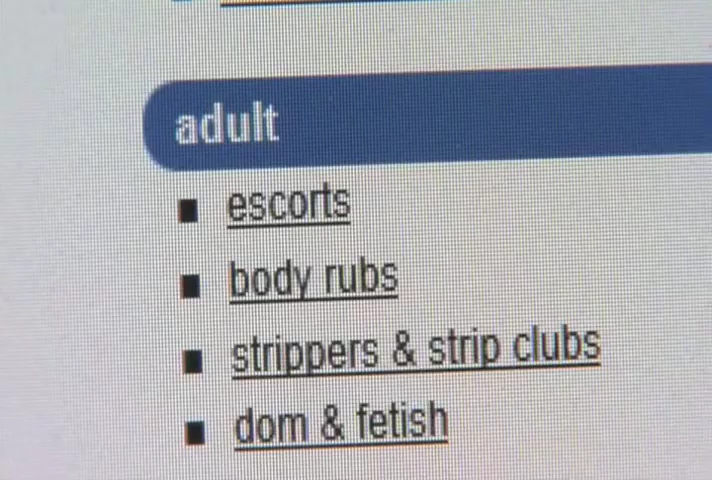 adult
escorts
body rubs
strippers & strip clubs
dom & fetish